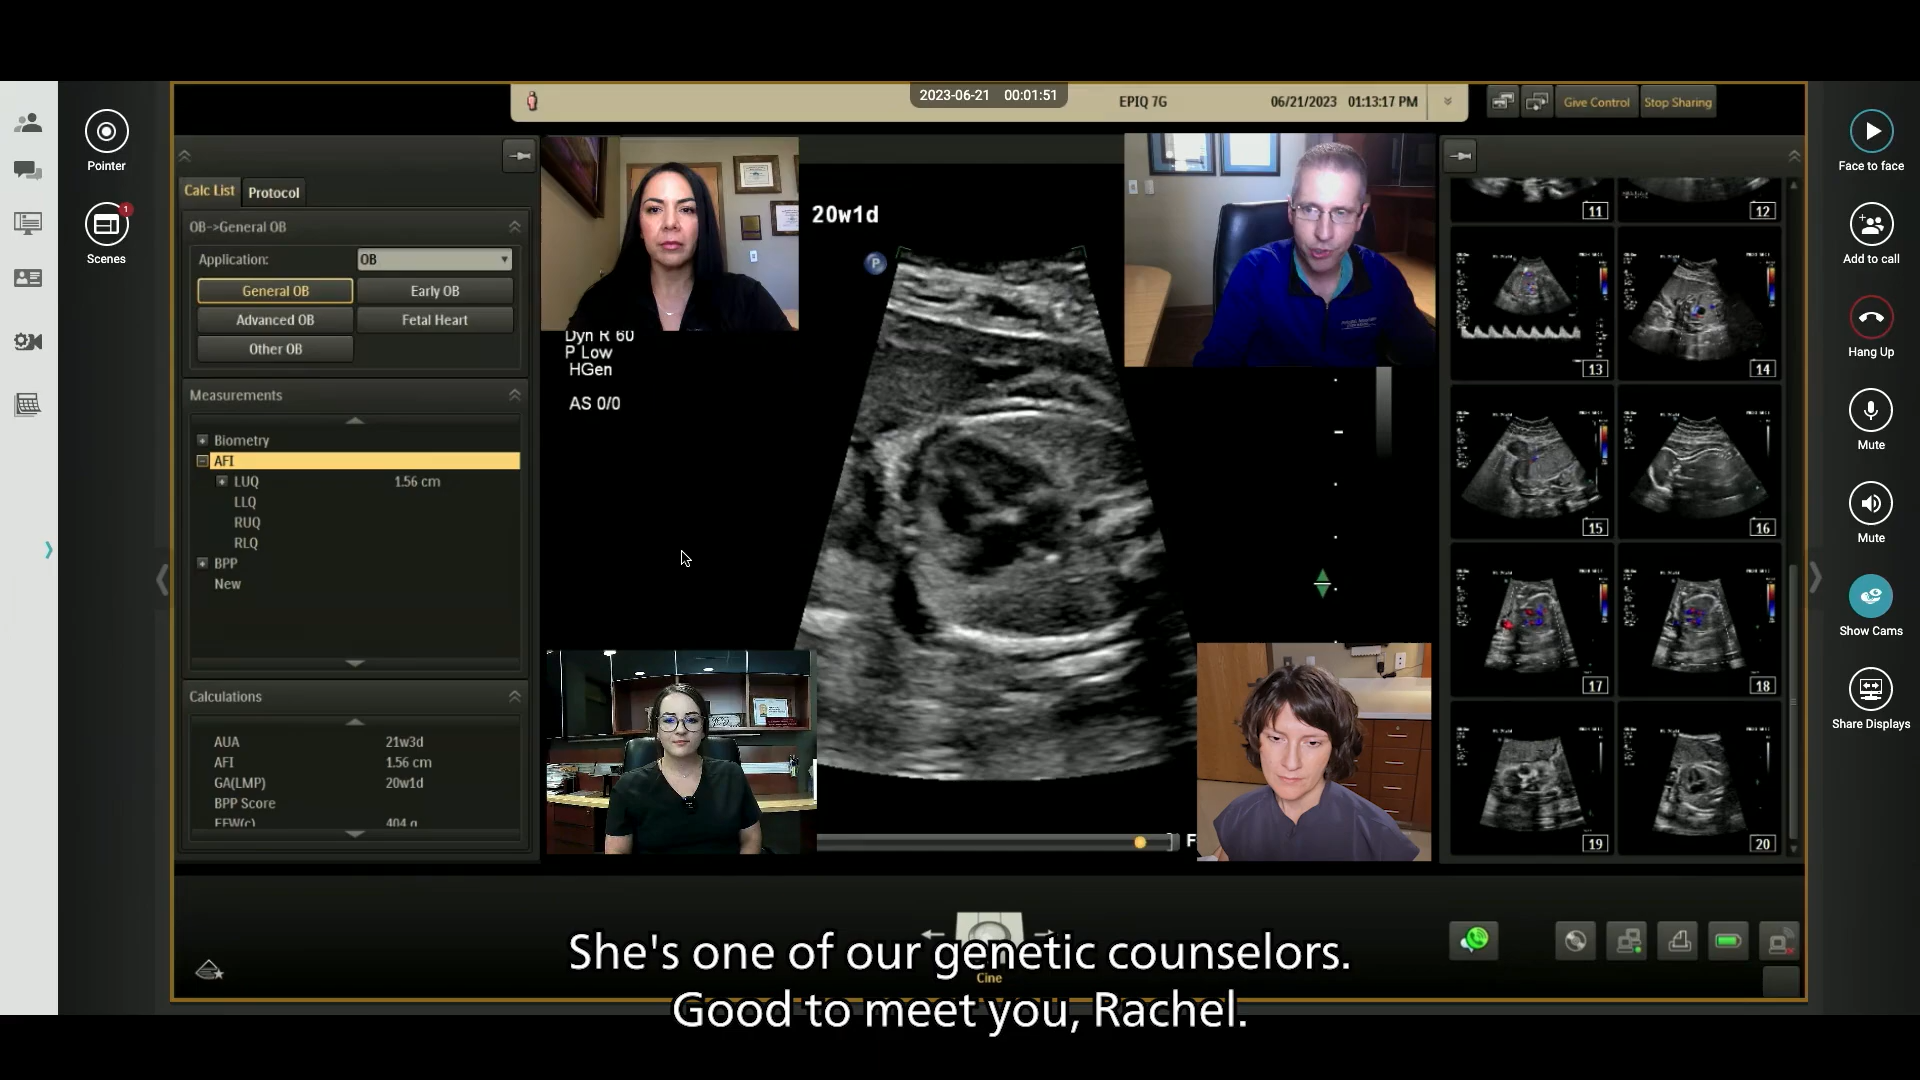 2023-06-21 00:01:51
EPIQ 7G
06/21/2023 01:13:17 PM
Give Control
Stop Sharing
Pointer
1
Scenes
Calc List
Protocol
OB->General OB
Application:
OB
General OB
Early OB
Advanced OB
Fetal Heart
Other OB
Measurements
Biometry
AFI
LUQ 1.56 cm
LLQ
RUQ
RLQ
BPP
New
Calculations
AUA 21w3d
AFI 1.56 cm
GA(LMP) 20w1d
BPP Score
EFW(c) 404 g
20w1d
P
Dyn R 60
P Low
HGen
AS 0/0
F
11
12
13
14
15
16
17
18
19
20
Face to face
Add to call
Hang Up
Mute
Mute
Show Cams
Share Displays
Cine
She's one of our genetic counselors.
Good to meet you, Rachel.